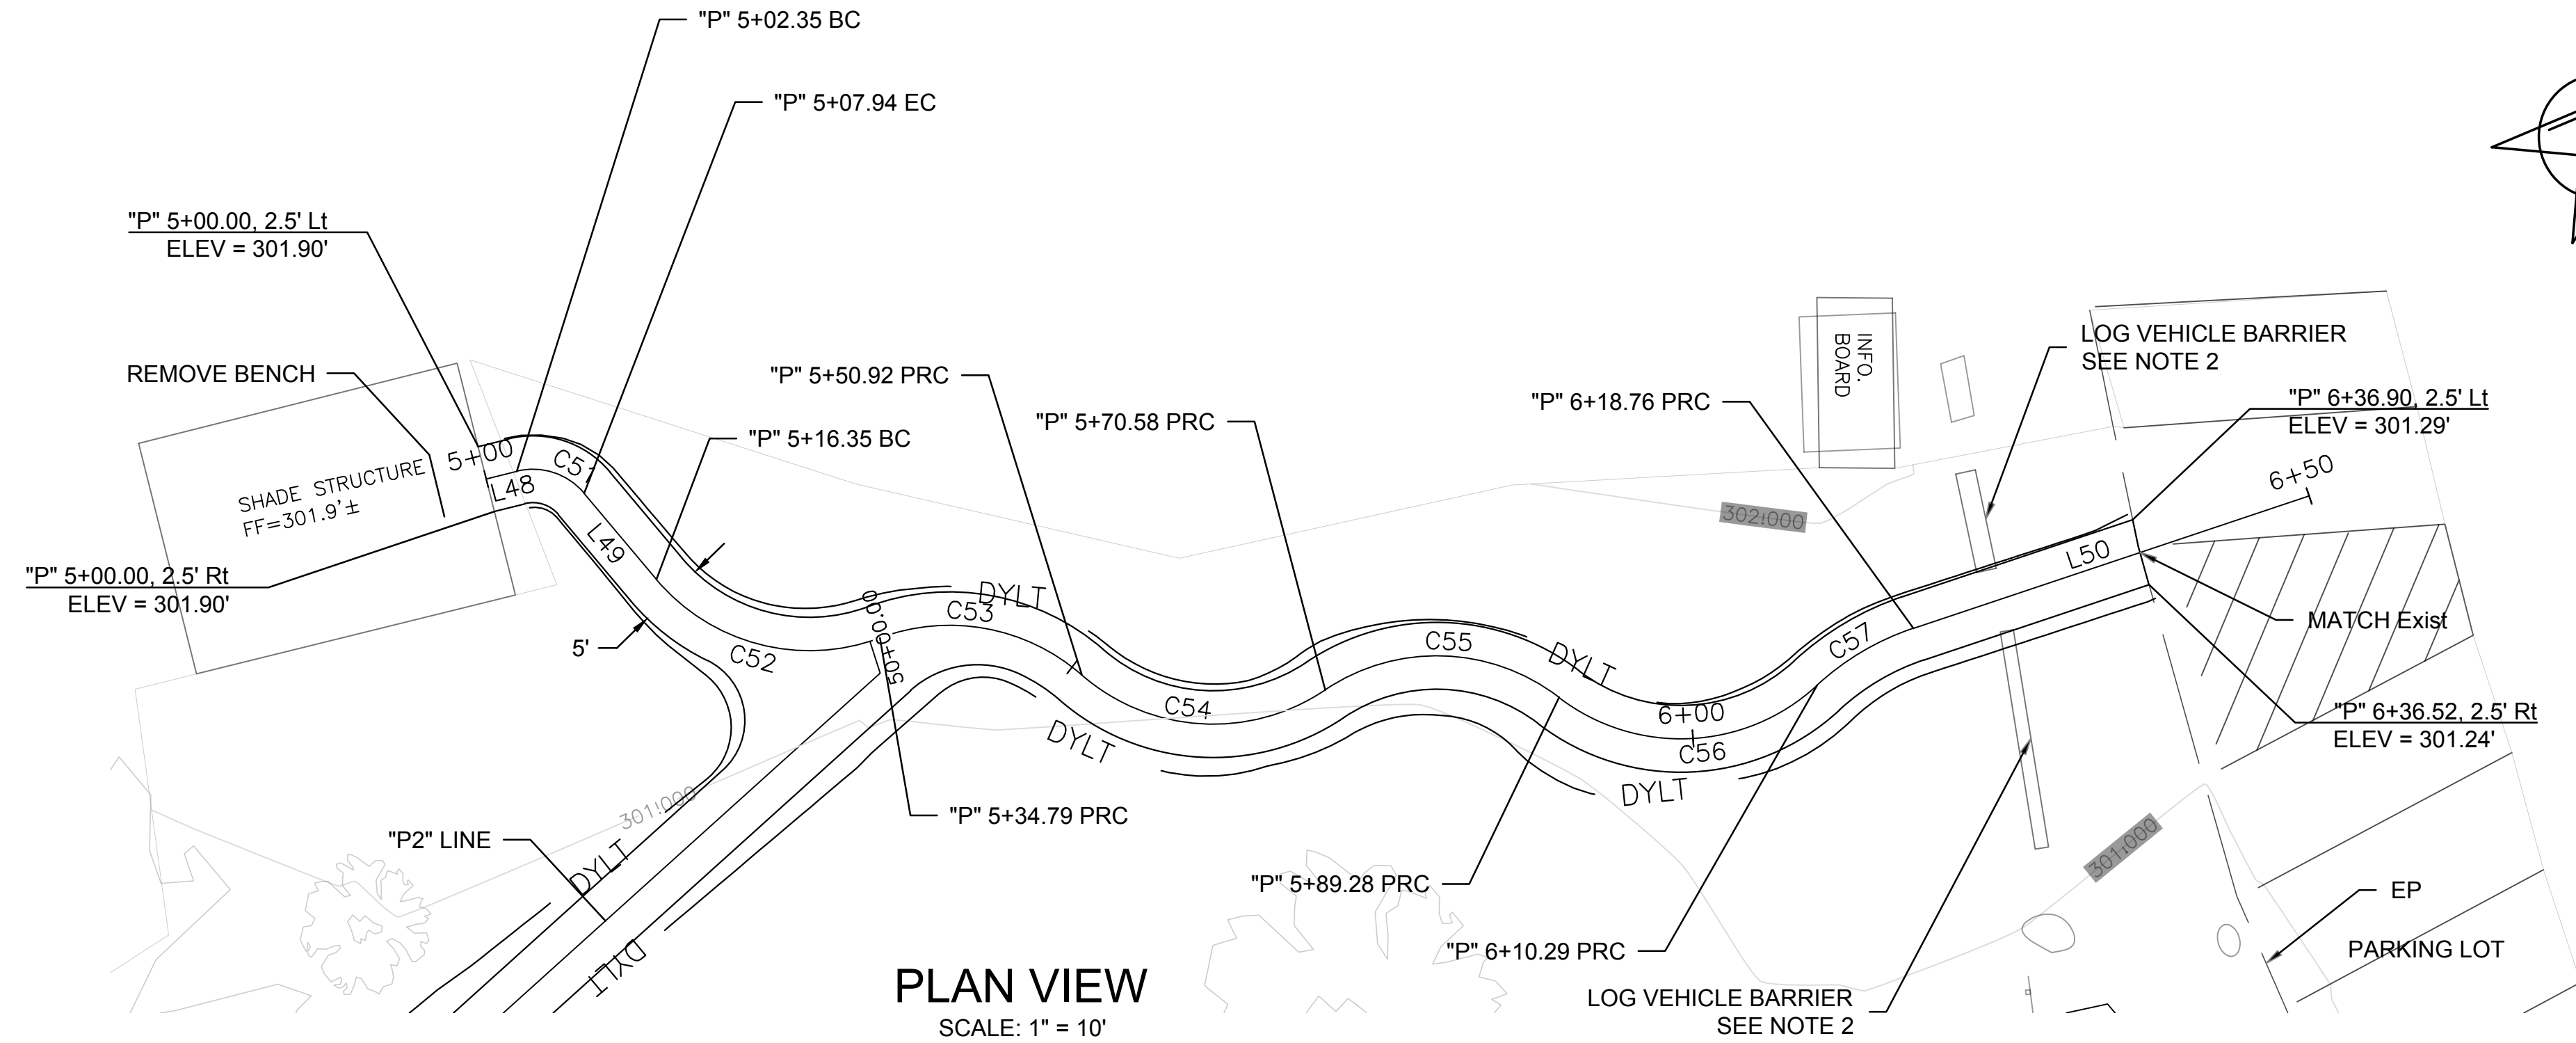 "P" 5+02.35 BC
"P" 5+07.94 EC
"P" 5+00.00, 2.5' Lt
ELEV = 301.90'
REMOVE BENCH
SHADE STRUCTURE
FF=301.9'±
5+00
L48
C51
L49
"P" 5+00.00, 2.5' Rt
ELEV = 301.90'
"P" 5+16.35 BC
"P" 5+50.92 PRC
"P" 5+70.58 PRC
5'
C52
50+00.00
C53
DYLT
C54
DYLT
C55
DYLT
6+00
C56
DYLT
C57
"P" 6+18.76 PRC
INFO.
BOARD
302!000
LOG VEHICLE BARRIER
SEE NOTE 2
"P" 6+36.90, 2.5' Lt
ELEV = 301.29'
6+50
L50
MATCH Exist
"P" 6+36.52, 2.5' Rt
ELEV = 301.24'
301!000
"P" 5+34.79 PRC
"P2" LINE
301!000
DYLT
DYLT
"P" 5+89.28 PRC
"P" 6+10.29 PRC
LOG VEHICLE BARRIER
SEE NOTE 2
EP
PARKING LOT
PLAN VIEW
SCALE: 1" = 10'